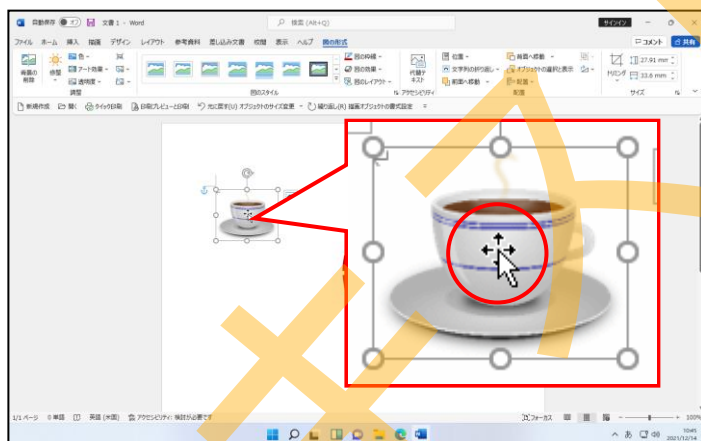 自動保存 オフ 文書 1 - Word 検索 (Alt+Q) サインイン
ファイル ホーム 挿入 描画 デザイン レイアウト 参考資料 差し込み文書 校閲 表示 ヘルプ 図の形式 コメント 共有
背景の削除 修整 色 アート効果 透明度 図の枠線 図の効果 図のレイアウト 代替テキスト 位置 文字列の折り返し 前面へ移動 背面へ移動 オブジェクトの選択と表示 配置 トリミング 27.91 mm 33.6 mm
調整 図のスタイル アクセシビリティ 配置 サイズ
新規作成 開く クイック印刷 印刷プレビューと印刷 元に戻す(U) オブジェクトのサイズ変更 繰り返し(R) 描画オブジェクトの書式設定
1/1 ページ 0 単語 英語 (米国) アクセシビリティ: 検討が必要です フォーカス 100%
あ 10:45
2021/12/14